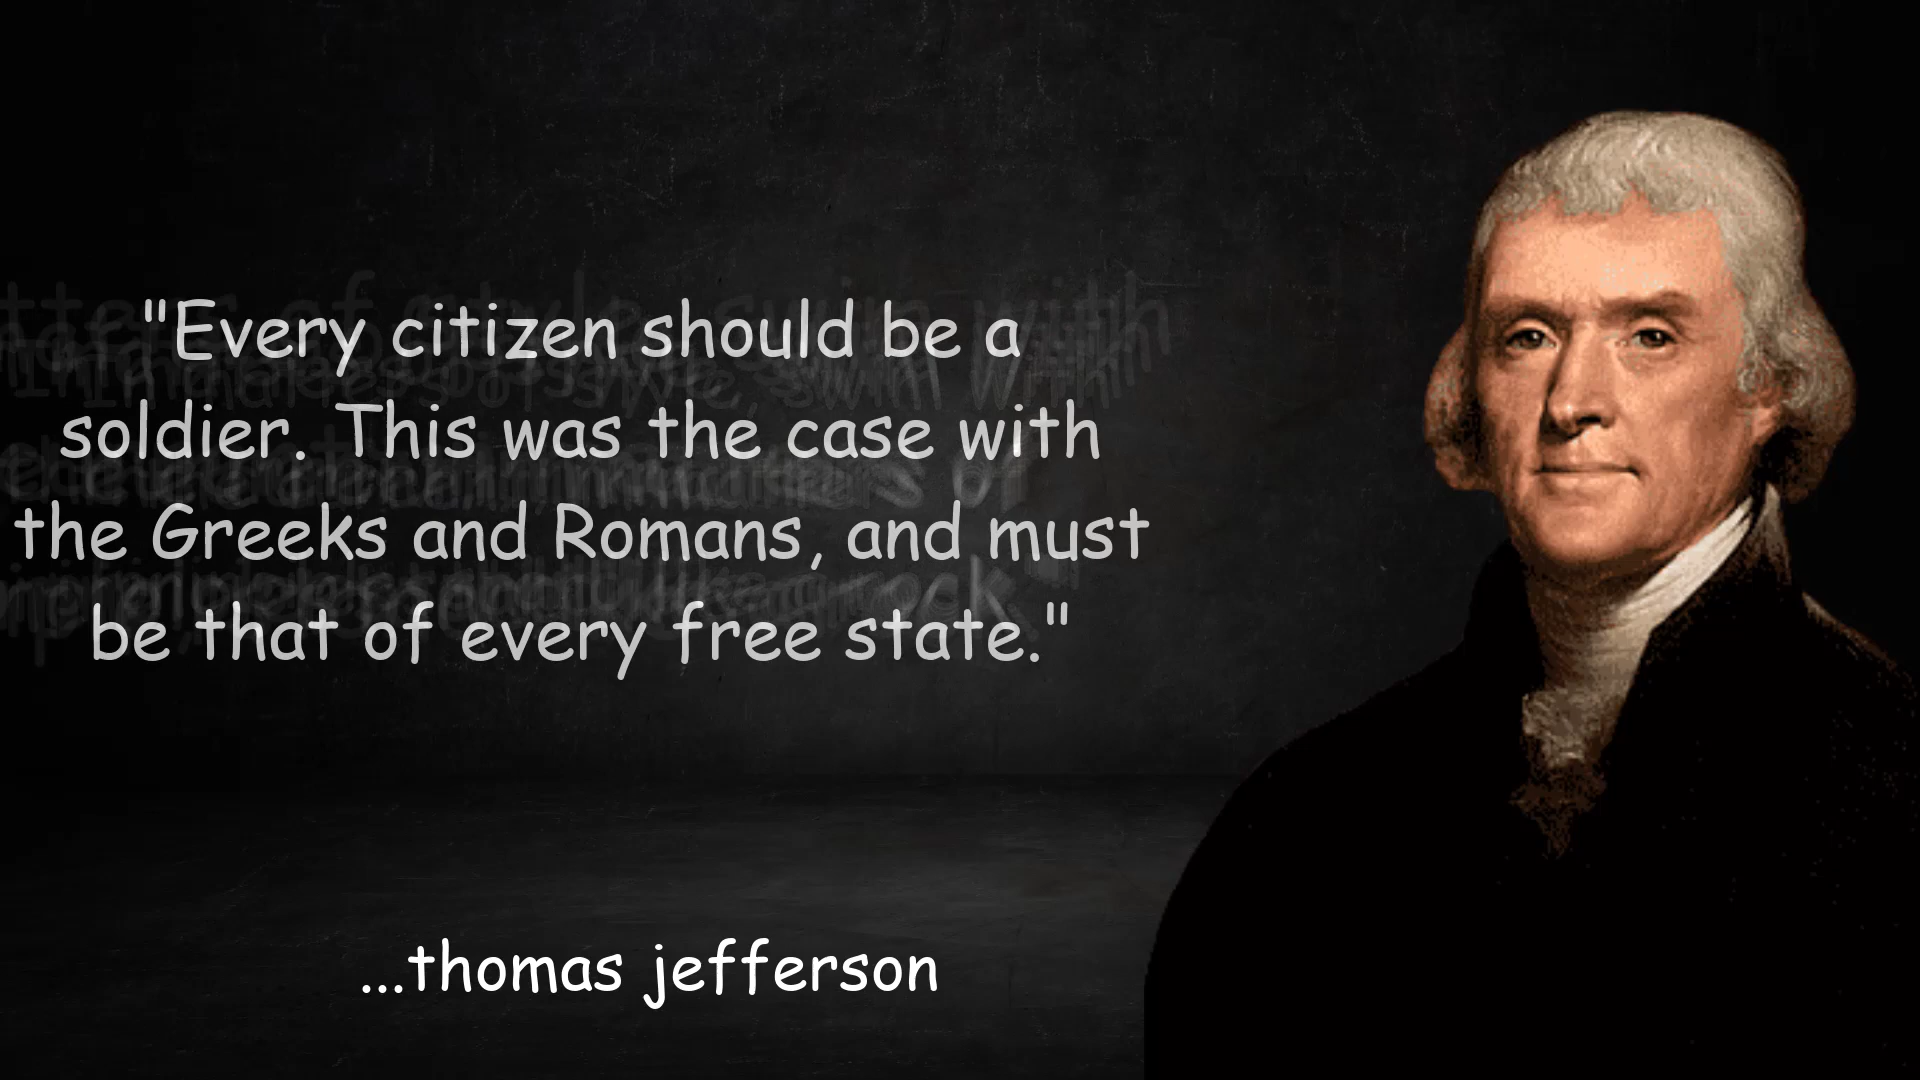 "Every citizen should be a
soldier. This was the case with
the Greeks and Romans, and must
be that of every free state."
...thomas jefferson